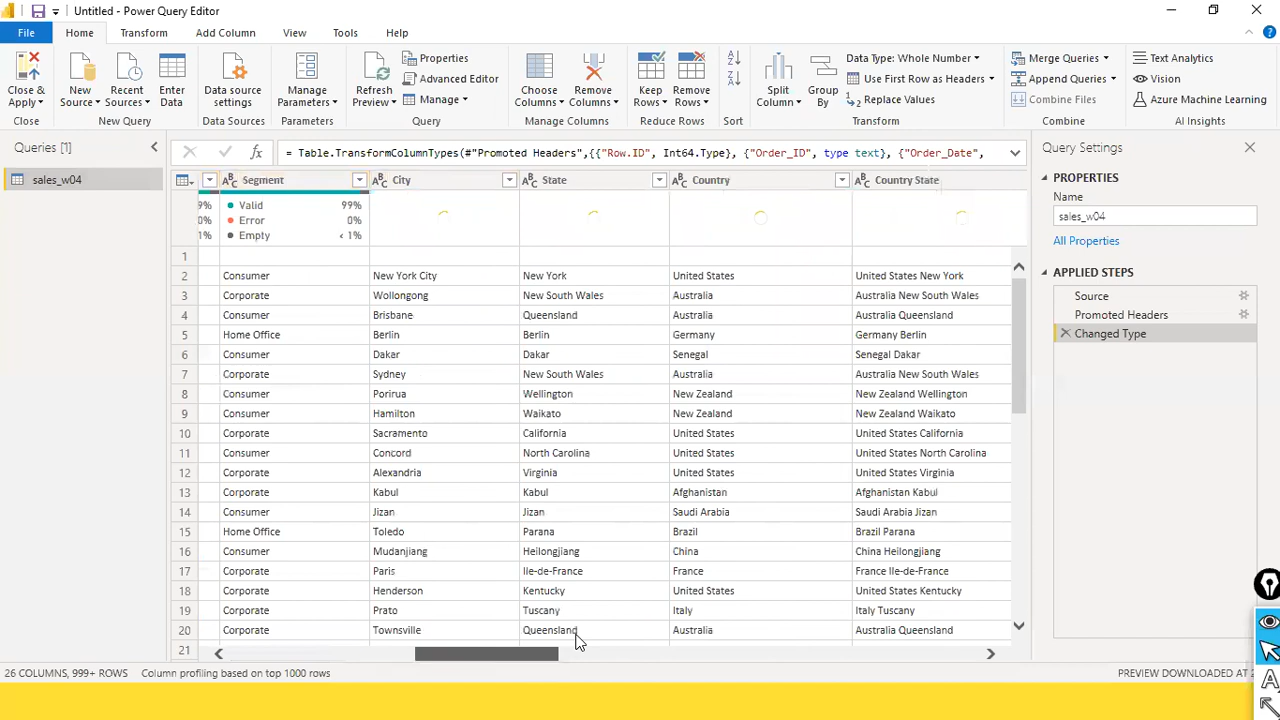 Untitled - Power Query Editor
File Home Transform Add Column View Tools Help
Close & Apply
New Source
Recent Sources
Enter Data
Data source settings
Manage Parameters
Refresh Preview
Properties
Advanced Editor
Manage
Choose Columns
Remove Columns
Keep Rows
Remove Rows
Split Column
Group By
Data Type: Whole Number
Use First Row as Headers
Replace Values
Merge Queries
Append Queries
Combine Files
Text Analytics
Vision
Azure Machine Learning
Close New Query Data Sources Parameters Query Manage Columns Reduce Rows Sort Transform Combine AI Insights
Queries [1]
sales_w04
= Table.TransformColumnTypes(#"Promoted Headers",{{"Row.ID", Int64.Type}, {"Order_ID", type text}, {"Order_Date",
Segment City State Country Country State
9% Valid 99%
0% Error 0%
1% Empty < 1%
1
2 Consumer New York City New York United States United States New York
3 Corporate Wollongong New South Wales Australia Australia New South Wales
4 Consumer Brisbane Queensland Australia Australia Queensland
5 Home Office Berlin Berlin Germany Germany Berlin
6 Consumer Dakar Dakar Senegal Senegal Dakar
7 Corporate Sydney New South Wales Australia Australia New South Wales
8 Consumer Porirua Wellington New Zealand New Zealand Wellington
9 Consumer Hamilton Waikato New Zealand New Zealand Waikato
10 Corporate Sacramento California United States United States California
11 Consumer Concord North Carolina United States United States North Carolina
12 Corporate Alexandria Virginia United States United States Virginia
13 Corporate Kabul Kabul Afghanistan Afghanistan Kabul
14 Consumer Jizan Jizan Saudi Arabia Saudi Arabia Jizan
15 Home Office Toledo Parana Brazil Brazil Parana
16 Consumer Mudanjiang Heilongjiang China China Heilongjiang
17 Corporate Paris Ile-de-France France France Ile-de-France
18 Corporate Henderson Kentucky United States United States Kentucky
19 Corporate Prato Tuscany Italy Italy Tuscany
20 Corporate Townsville Queensland Australia Australia Queensland
21
Query Settings
PROPERTIES
Name
sales_w04
All Properties
APPLIED STEPS
Source
Promoted Headers
Changed Type
26 COLUMNS, 999+ ROWS Column profiling based on top 1000 rows PREVIEW DOWNLOADED AT